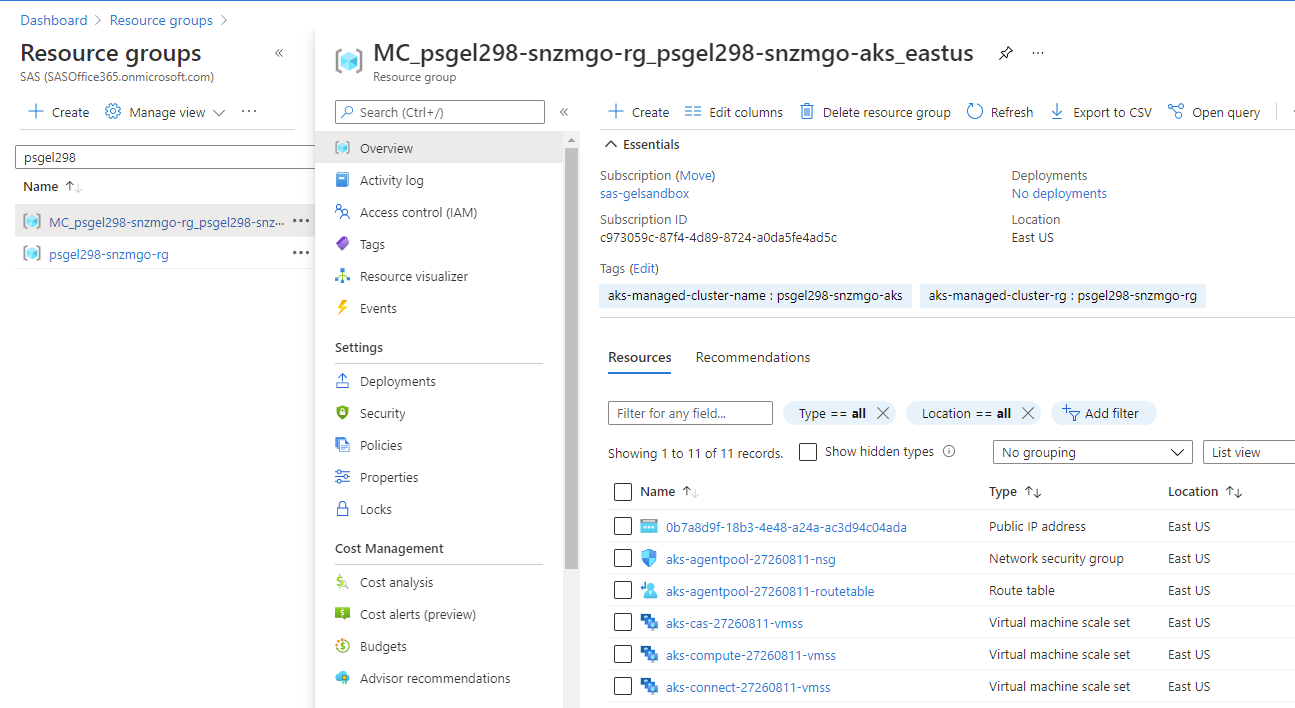 Dashboard > Resource groups >
Resource groups
SAS (SASOffice365.onmicrosoft.com)
Create Manage view ...
psgel298
Name
MC_psgel298-snzmgo-rg_psgel298-snz... ...
psgel298-snzmgo-rg ...
MC_psgel298-snzmgo-rg_psgel298-snzmgo-aks_eastus ...
Resource group
Search (Ctrl+/)
Overview
Activity log
Access control (IAM)
Tags
Resource visualizer
Events
Settings
Deployments
Security
Policies
Properties
Locks
Cost Management
Cost analysis
Cost alerts (preview)
Budgets
Advisor recommendations
Create Edit columns Delete resource group Refresh Export to CSV Open query
Essentials
Subscription (Move)
sas-gelsandbox
Subscription ID
c973059c-87f4-4d89-8724-a0da5fe4ad5c
Deployments
No deployments
Location
East US
Tags (Edit)
aks-managed-cluster-name : psgel298-snzmgo-aks aks-managed-cluster-rg : psgel298-snzmgo-rg
Resources Recommendations
Filter for any field... Type == all Location == all Add filter
Showing 1 to 11 of 11 records. Show hidden types No grouping List view
Name Type Location
0b7a8d9f-18b3-4e48-a24a-ac3d94c04ada Public IP address East US
aks-agentpool-27260811-nsg Network security group East US
aks-agentpool-27260811-routetable Route table East US
aks-cas-27260811-vmss Virtual machine scale set East US
aks-compute-27260811-vmss Virtual machine scale set East US
aks-connect-27260811-vmss Virtual machine scale set East US